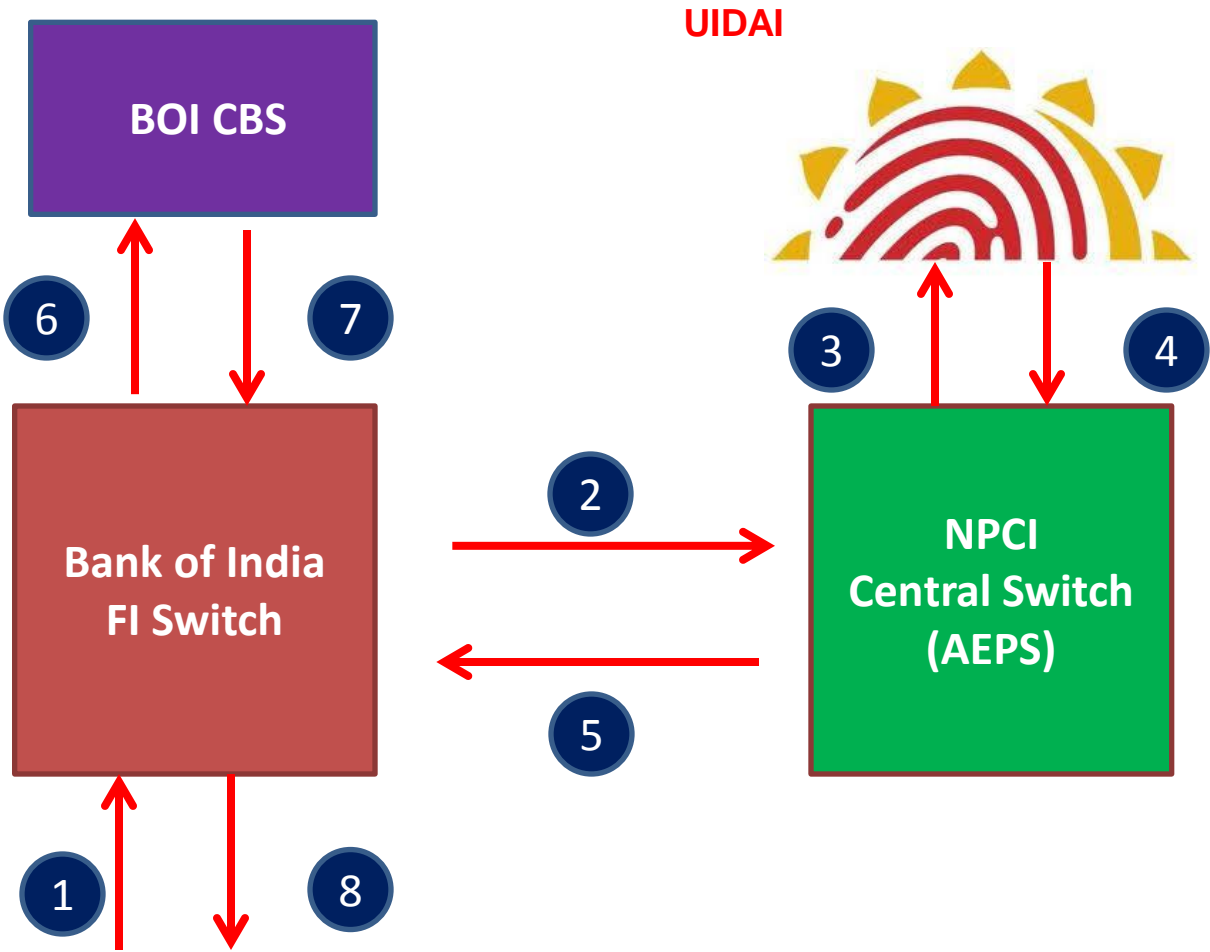 UIDAI
BOI CBS
6
7
3
4
2
Bank of India
FI Switch
NPCI
Central Switch
(AEPS)
5
1
8